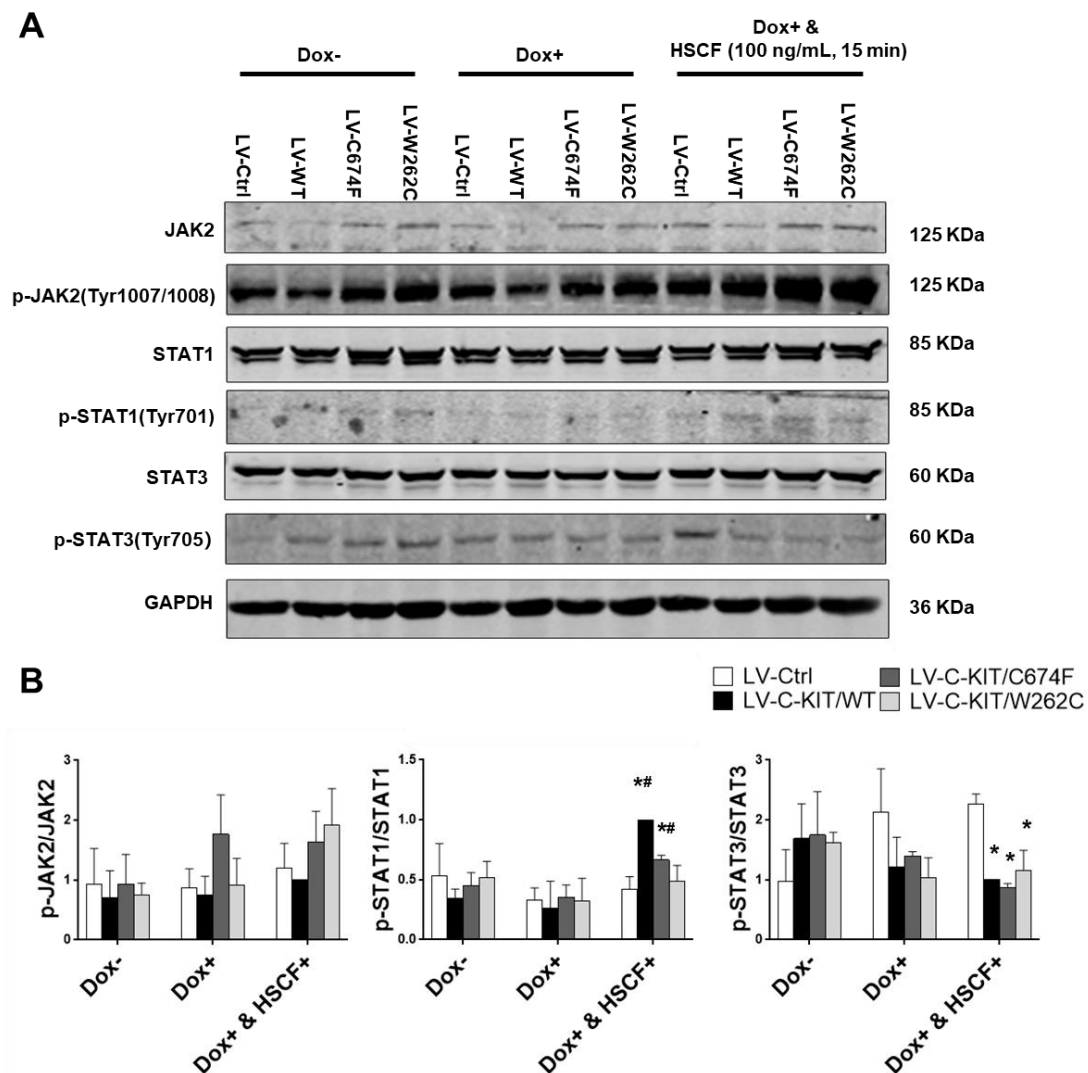 A
Dox-
Dox+
Dox+ &
HSCF (100 ng/mL, 15 min)
LV-Ctrl
LV-WT
LV-C674F
LV-W262C
LV-Ctrl
LV-WT
LV-C674F
LV-W262C
LV-Ctrl
LV-WT
LV-C674F
LV-W262C
JAK2
125 KDa
p-JAK2(Tyr1007/1008)
125 KDa
STAT1
85 KDa
p-STAT1(Tyr701)
85 KDa
STAT3
60 KDa
p-STAT3(Tyr705)
60 KDa
GAPDH
36 KDa
B
LV-Ctrl
LV-C-KIT/C674F
LV-C-KIT/WT
LV-C-KIT/W262C
p-JAK2/JAK2
3
2
1
0
Dox-
Dox+
Dox+ & HSCF+
p-STAT1/STAT1
1.5
1.0
0.5
0.0
*#
*#
Dox-
Dox+
Dox+ & HSCF+
p-STAT3/STAT3
3
2
1
0
*
*
*
Dox-
Dox+
Dox+ & HSCF+